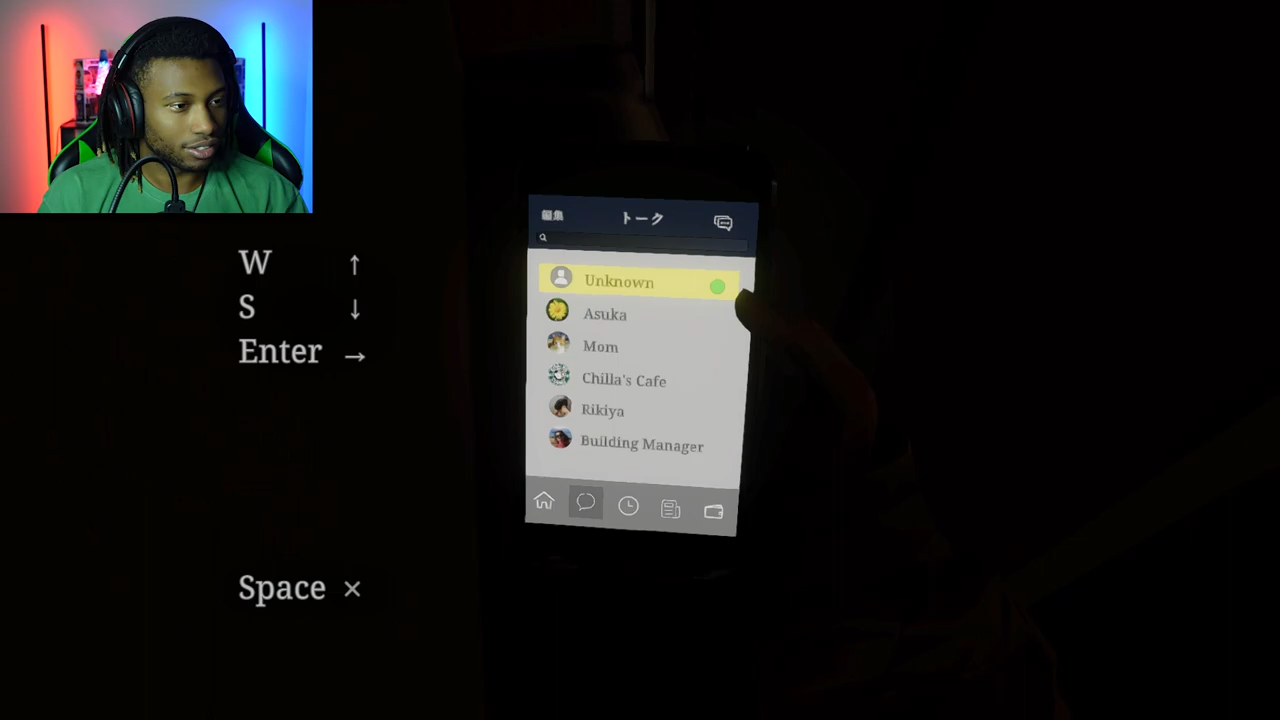 編集
トーク
Unknown
Asuka
Mom
Chilla's Cafe
Rikiya
Building Manager
W ↑
S ↓
Enter →
Space ×